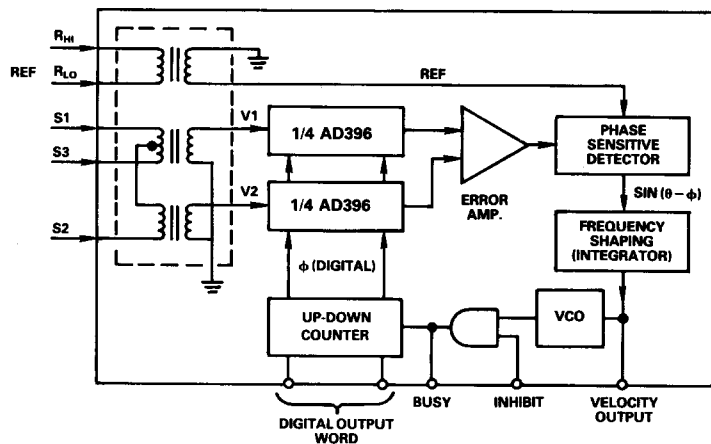 R_HI
REF
R_LO
REF
S1
V1
1/4 AD396
PHASE
SENSITIVE
DETECTOR
S3
V2
1/4 AD396
ERROR
AMP.
SIN (θ – ϕ)
S2
FREQUENCY
SHAPING
(INTEGRATOR)
ϕ (DIGITAL)
UP-DOWN
COUNTER
VCO
BUSY
INHIBIT
VELOCITY
OUTPUT
DIGITAL OUTPUT
WORD